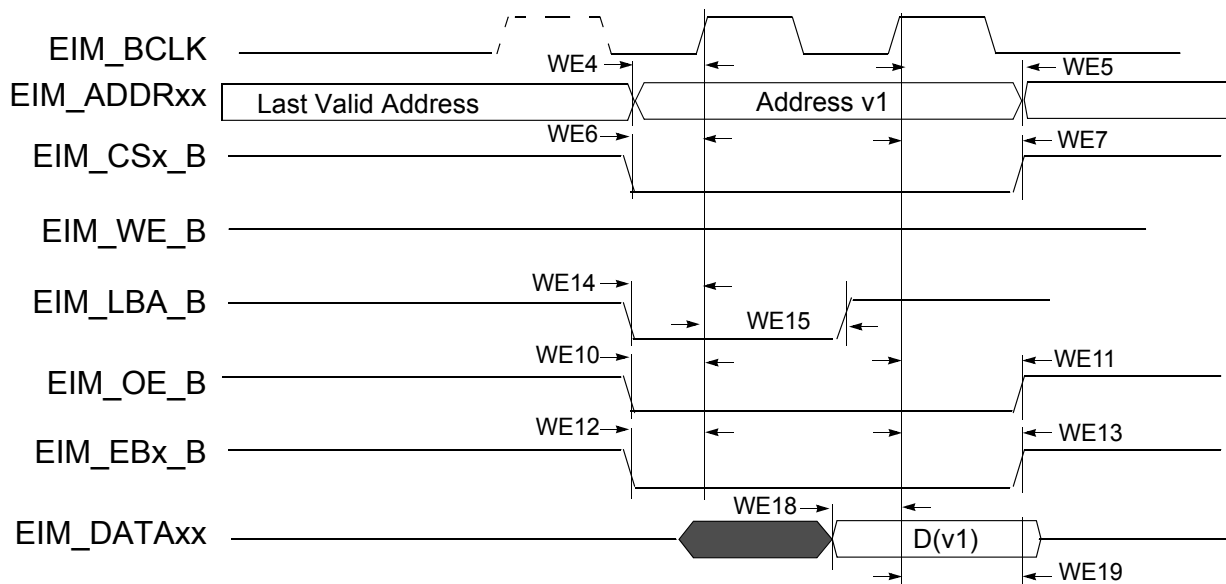 EIM_BCLK
WE4
WE5
EIM_ADDRxx
Last Valid Address
Address v1
WE6
WE7
EIM_CSx_B
EIM_WE_B
WE14
EIM_LBA_B
WE15
WE10
WE11
EIM_OE_B
WE12
WE13
EIM_EBx_B
WE18
EIM_DATAxx
D(v1)
WE19